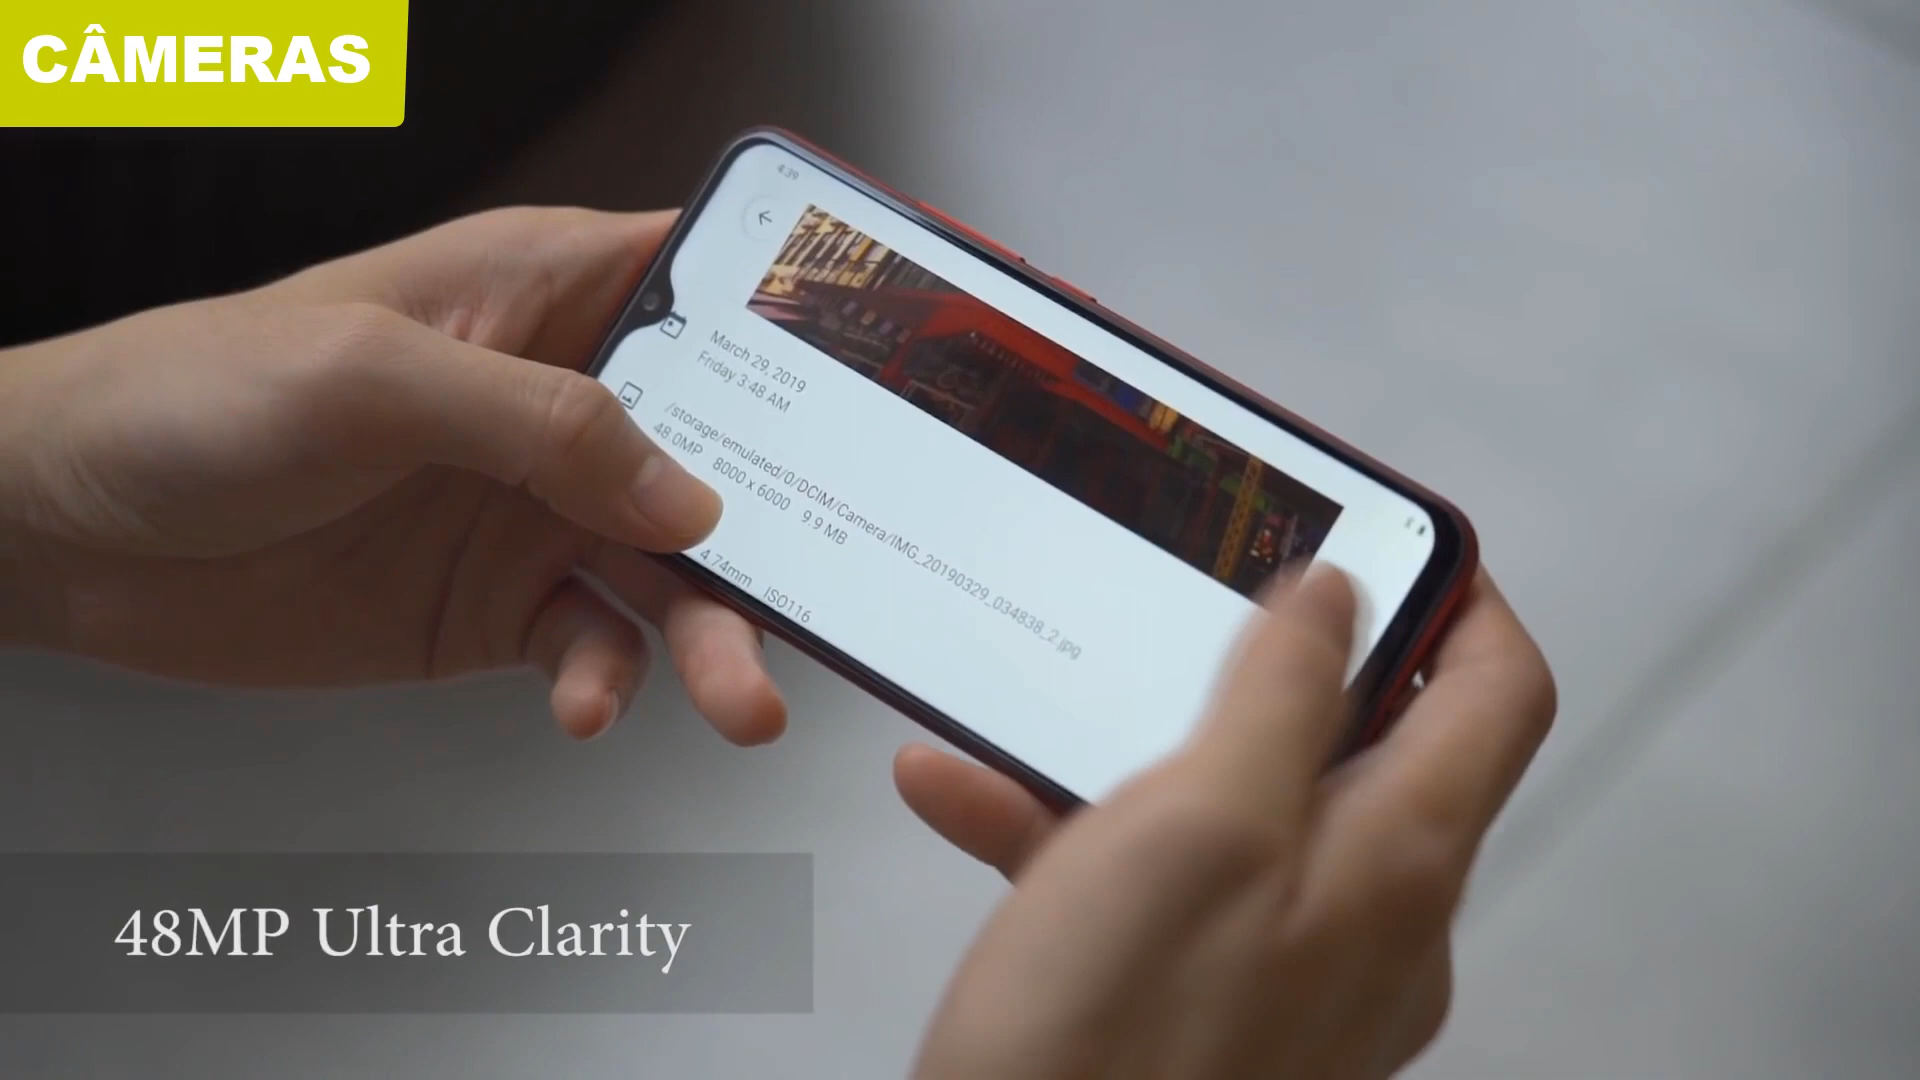 CÂMERAS
4:39
March 29, 2019
Friday 3:48 AM
/storage/emulated/0/DCIM/Camera/IMG_20190329_034838_2.jpg
48.0MP 8000 x 6000 9.9 MB
4.74mm ISO116
48MP Ultra Clarity